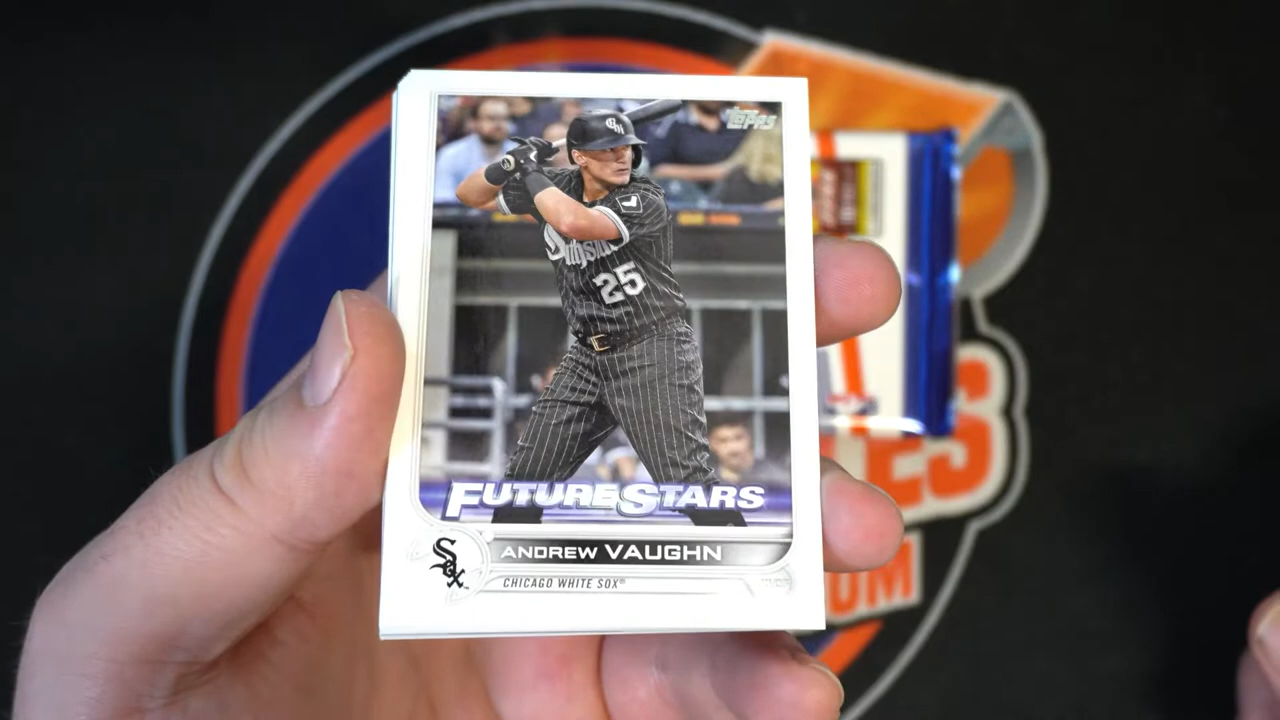 Topps
25
FUTURE STARS
Sox
ANDREW VAUGHN
CHICAGO WHITE SOX®